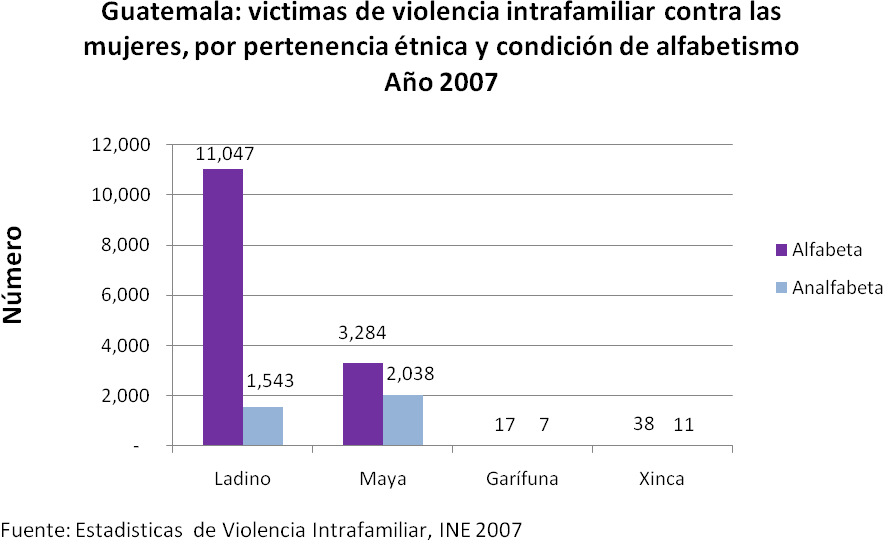 Guatemala: victimas de violencia intrafamiliar contra las
mujeres, por pertenencia étnica y condición de alfabetismo
Año 2007
Número
12,000
10,000
8,000
6,000
4,000
2,000
-
11,047
1,543
3,284
2,038
17
7
38
11
Ladino
Maya
Garífuna
Xinca
Alfabeta
Analfabeta
Fuente: Estadisticas de Violencia Intrafamiliar, INE 2007